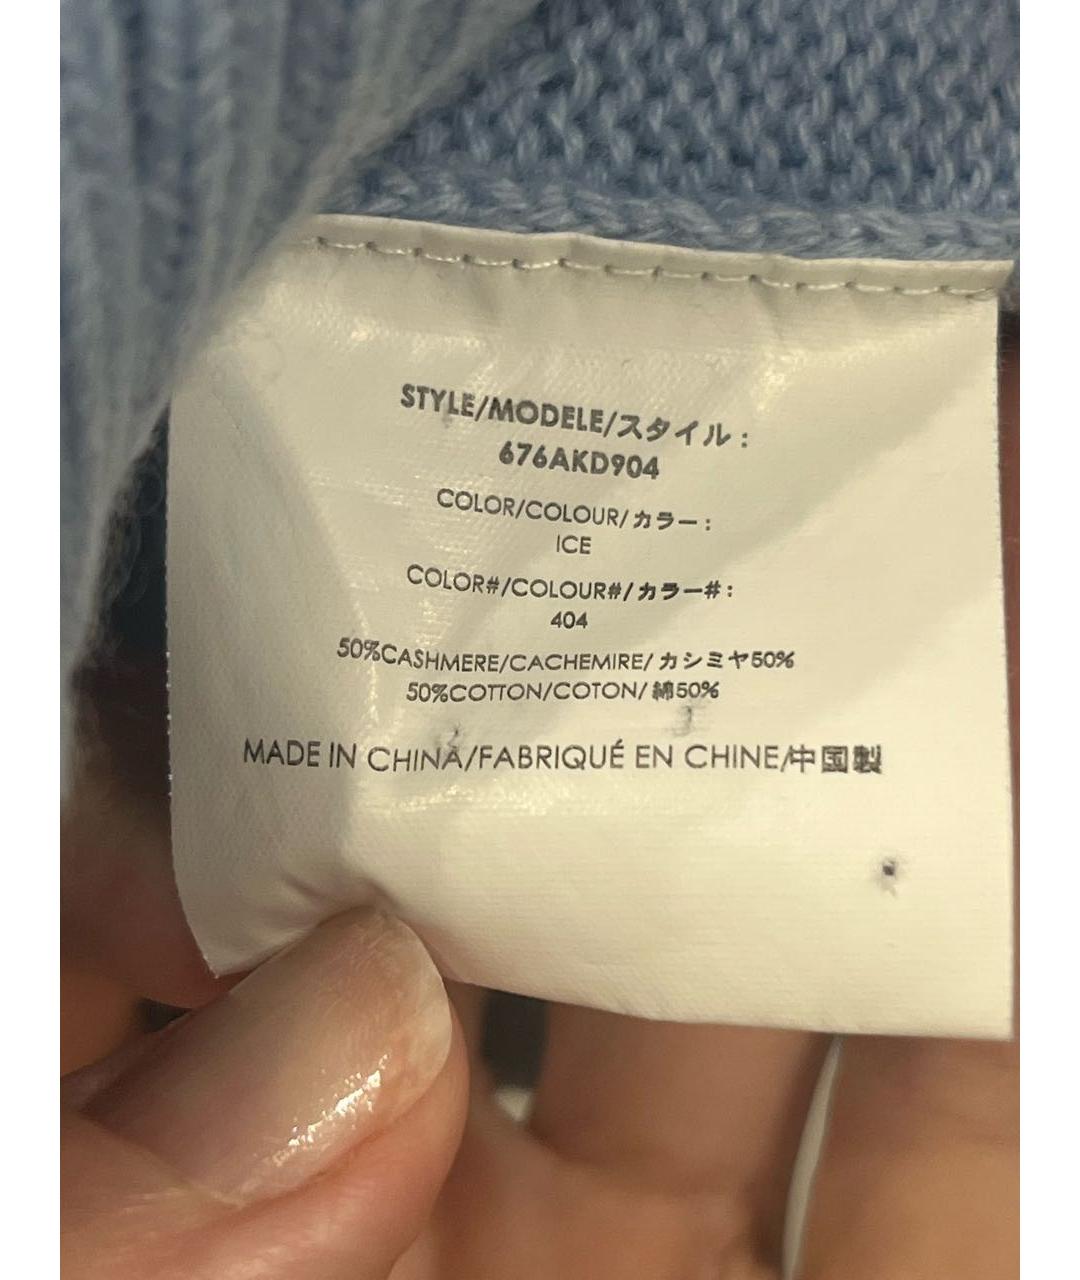 STYLE/MODELE/スタイル :
676AKD904
COLOR/COLOUR/カラー :
ICE
COLOR#/COLOUR#/カラー# :
404
50%CASHMERE/CACHEMIRE/カシミヤ50%
50%COTTON/COTON/綿50%
MADE IN CHINA/FABRIQUÉ EN CHINE/中国製